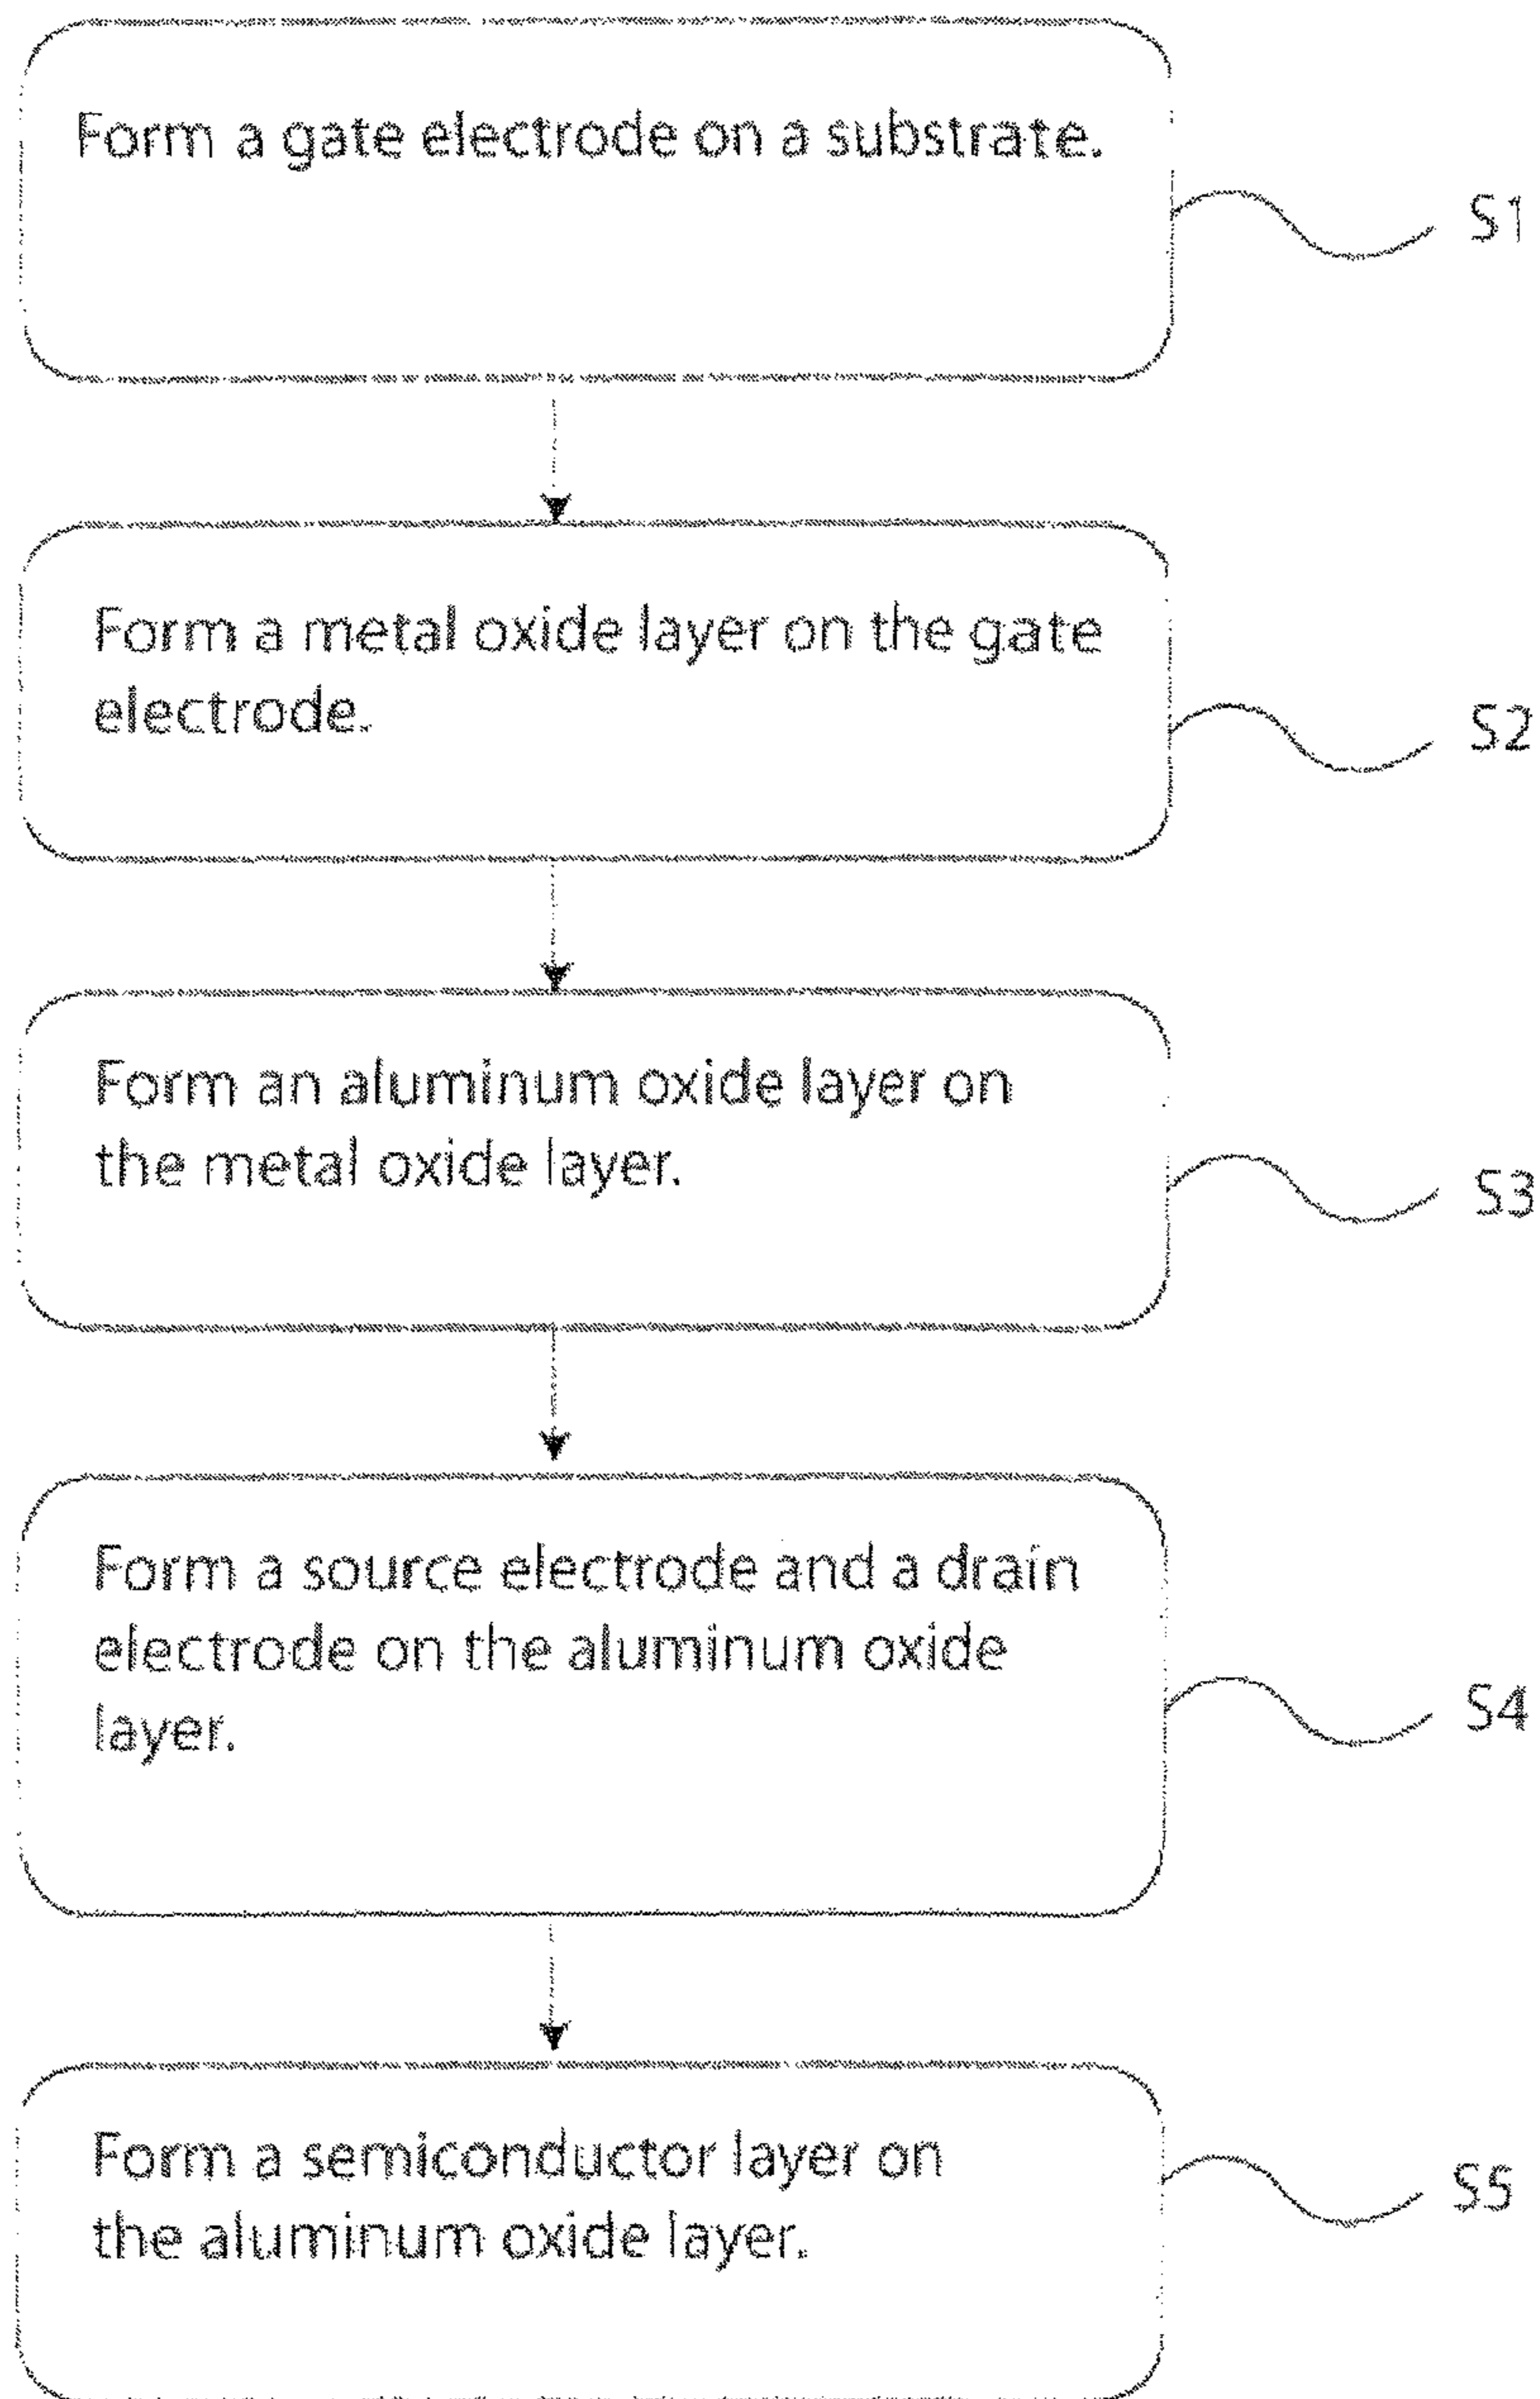 Form a gate electrode on a substrate.
S1
Form a metal oxide layer on the gate
electrode.
S2
Form an aluminum oxide layer on
the metal oxide layer.
S3
Form a source electrode and a drain
electrode on the aluminum oxide
layer.
S4
Form a semiconductor layer on
the aluminum oxide layer.
S5